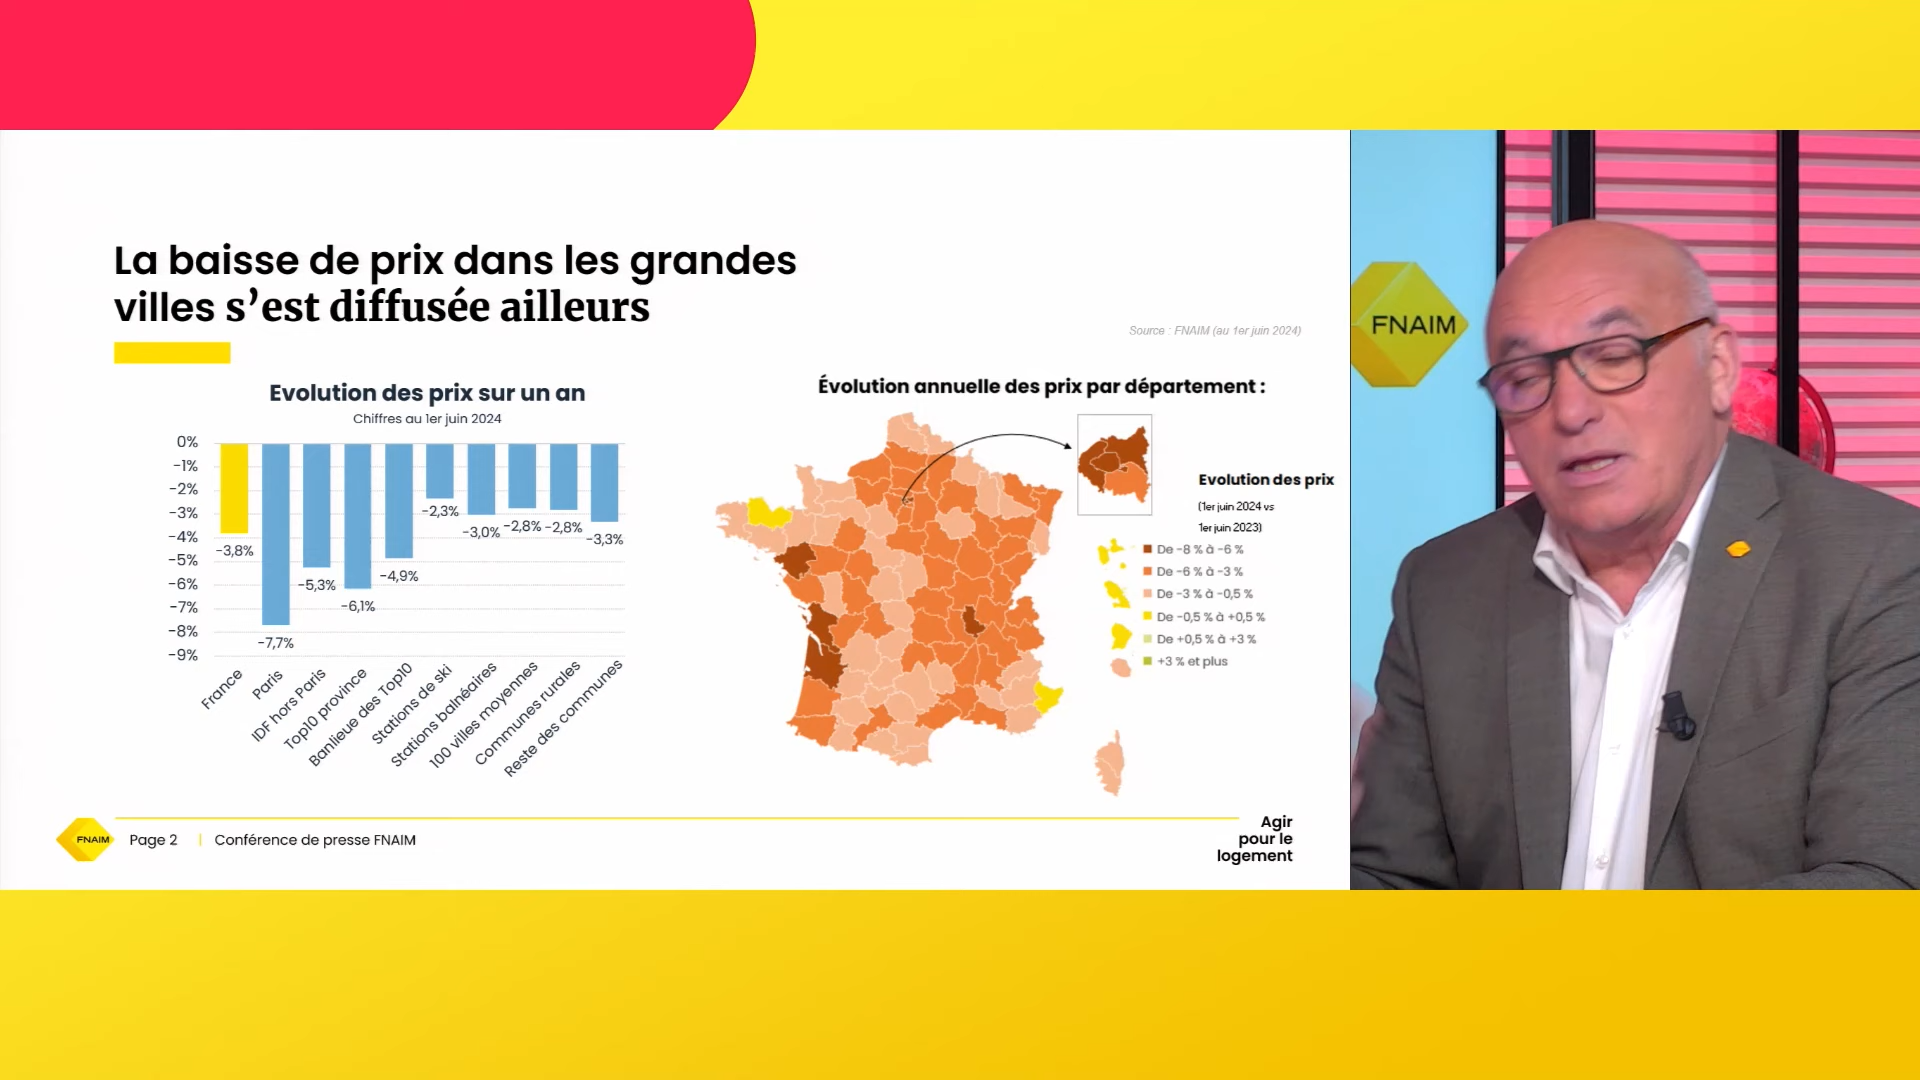 La baisse de prix dans les grandes
villes s'est diffusée ailleurs
Source : FNAIM (au 1er juin 2024)
Evolution des prix sur un an
Chiffres au 1er juin 2024
0%
-1%
-2%
-3%
-4%
-5%
-6%
-7%
-8%
-9%
-3,8%
-7,7%
-5,3%
-6,1%
-4,9%
-2,3%
-3,0%
-2,8%
-2,8%
-3,3%
France
Paris
IDF hors Paris
Top10 province
Banlieue des Top10
Stations de ski
Stations balnéaires
100 villes moyennes
Communes rurales
Reste des communes
Évolution annuelle des prix par département :
Evolution des prix
(1er juin 2024 vs
1er juin 2023)
De -8 % à -6 %
De -6 % à -3 %
De -3 % à -0,5 %
De -0,5 % à +0,5 %
De +0,5 % à +3 %
+3 % et plus
FNAIM
Page 2 | Conférence de presse FNAIM
Agir
pour le
logement
FNAIM